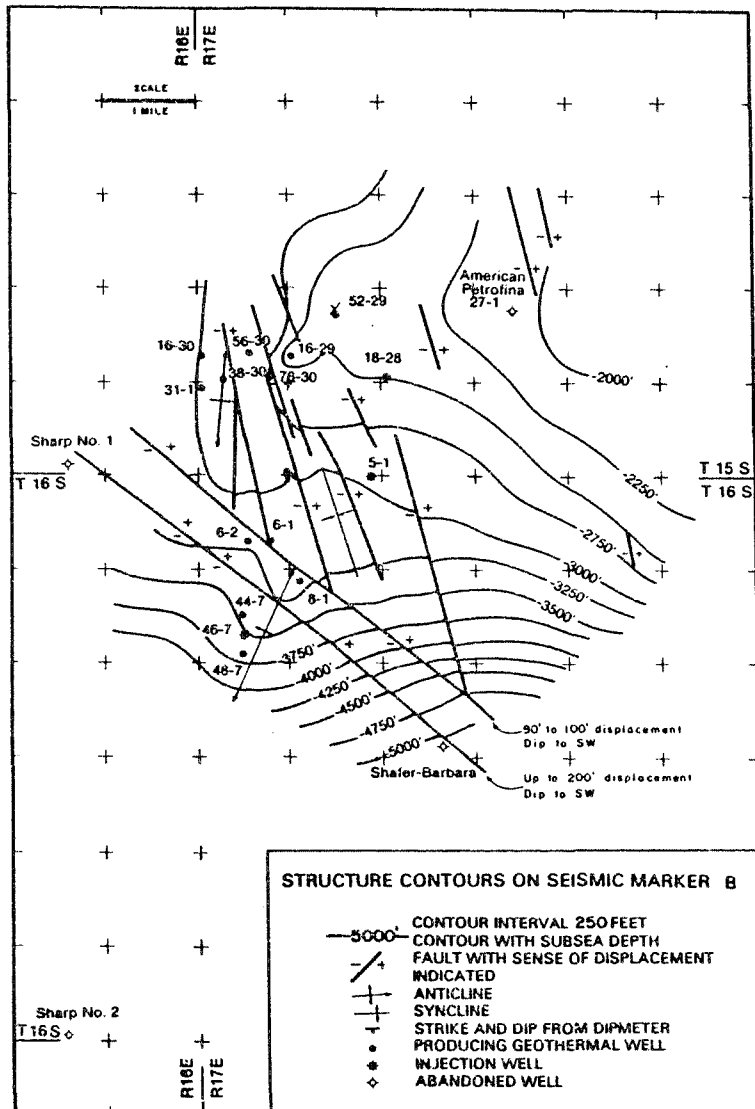 R16E R17E
SCALE
1 MILE
American
Petrofina
27-1
52-29
16-30
56-30
16-29
18-28
38-30
76-30
31-1
-2000'
Sharp No. 1
5-1
T 15 S
T 16 S
T 16 S
-2250'
-2750'
6-2
6-1
-3000'
-3250'
-3500'
8-1
44-7
46-7
48-7
-3750'
-4000'
-4250'
-4500'
-4750'
-5000'
Shafer-Barbara
90' to 100' displacement
Dip to SW
Up to 200' displacement
Dip to SW
STRUCTURE CONTOURS ON SEISMIC MARKER B
CONTOUR INTERVAL 250 FEET
-5000' CONTOUR WITH SUBSEA DEPTH
FAULT WITH SENSE OF DISPLACEMENT
INDICATED
ANTICLINE
SYNCLINE
STRIKE AND DIP FROM DIPMETER
PRODUCING GEOTHERMAL WELL
INJECTION WELL
ABANDONED WELL
Sharp No. 2
T 16 S
R16E R17E